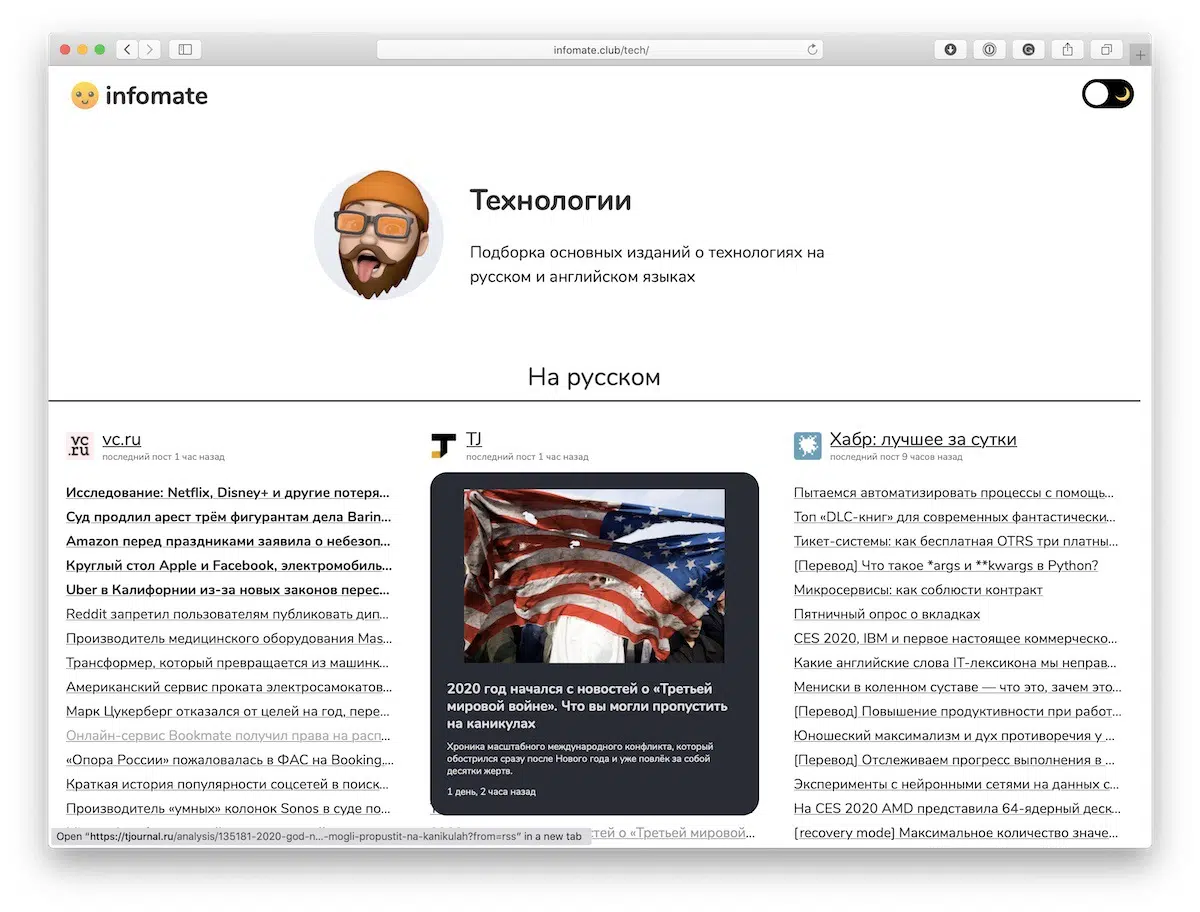 infomate.club/tech/
infomate
Технологии
Подборка основных изданий о технологиях на
русском и английском языках
На русском
vc.ru
vc.ru
последний пост 1 час назад
Исследование: Netflix, Disney+ и другие потеря...
Суд продлил арест трём фигурантам дела Barin...
Amazon перед праздниками заявила о небезоп...
Круглый стол Apple и Facebook, электромобиль...
Uber в Калифорнии из-за новых законов перес...
Reddit запретил пользователям публиковать дип...
Производитель медицинского оборудования Mas...
Трансформер, который превращается из машинк...
Американский сервис проката электросамокатов...
Марк Цукерберг отказался от целей на год, пере...
Онлайн-сервис Bookmate получил права на расп...
«Опора России» пожаловалась в ФАС на Booking....
Краткая история популярности соцсетей в поиск...
Производитель «умных» колонок Sonos в суде по...
TJ
последний пост 1 час назад
2020 год начался с новостей о «Третьей
мировой войне». Что вы могли пропустить
на каникулах
Хроника масштабного международного конфликта, который
обострился сразу после Нового года и уже повлёк за собой
десятки жертв.
1 день, 2 часа назад
стей о «Третьей мировой...
Хабр: лучшее за сутки
последний пост 9 часов назад
Пытаемся автоматизировать процессы с помощь...
Топ «DLC-книг» для современных фантастически...
Тикет-системы: как бесплатная OTRS три платны...
[Перевод] Что такое *args и **kwargs в Python?
Микросервисы: как соблюсти контракт
Пятничный опрос о вкладках
CES 2020, IBM и первое настоящее коммерческо...
Какие английские слова IT-лексикона мы неправ...
Мениски в коленном суставе — что это, зачем это...
[Перевод] Повышение продуктивности при работ...
Юношеский максимализм и дух противоречия у ...
[Перевод] Отслеживаем прогресс выполнения в ...
Эксперименты с нейронными сетями на данных с...
На CES 2020 AMD представила 64-ядерный деск...
[recovery mode] Максимальное количество значе...
Open "https://tjournal.ru/analysis/135181-2020-god-n...-mogli-propustit-na-kanikulah?from=rss" in a new tab